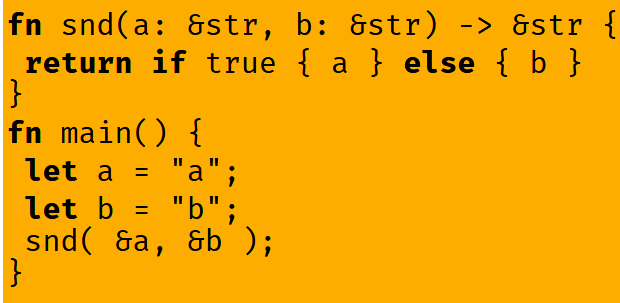 fn snd(a: &str, b: &str) -> &str {
 return if true { a } else { b }
}
fn main() {
 let a = "a";
 let b = "b";
 snd( &a, &b );
}